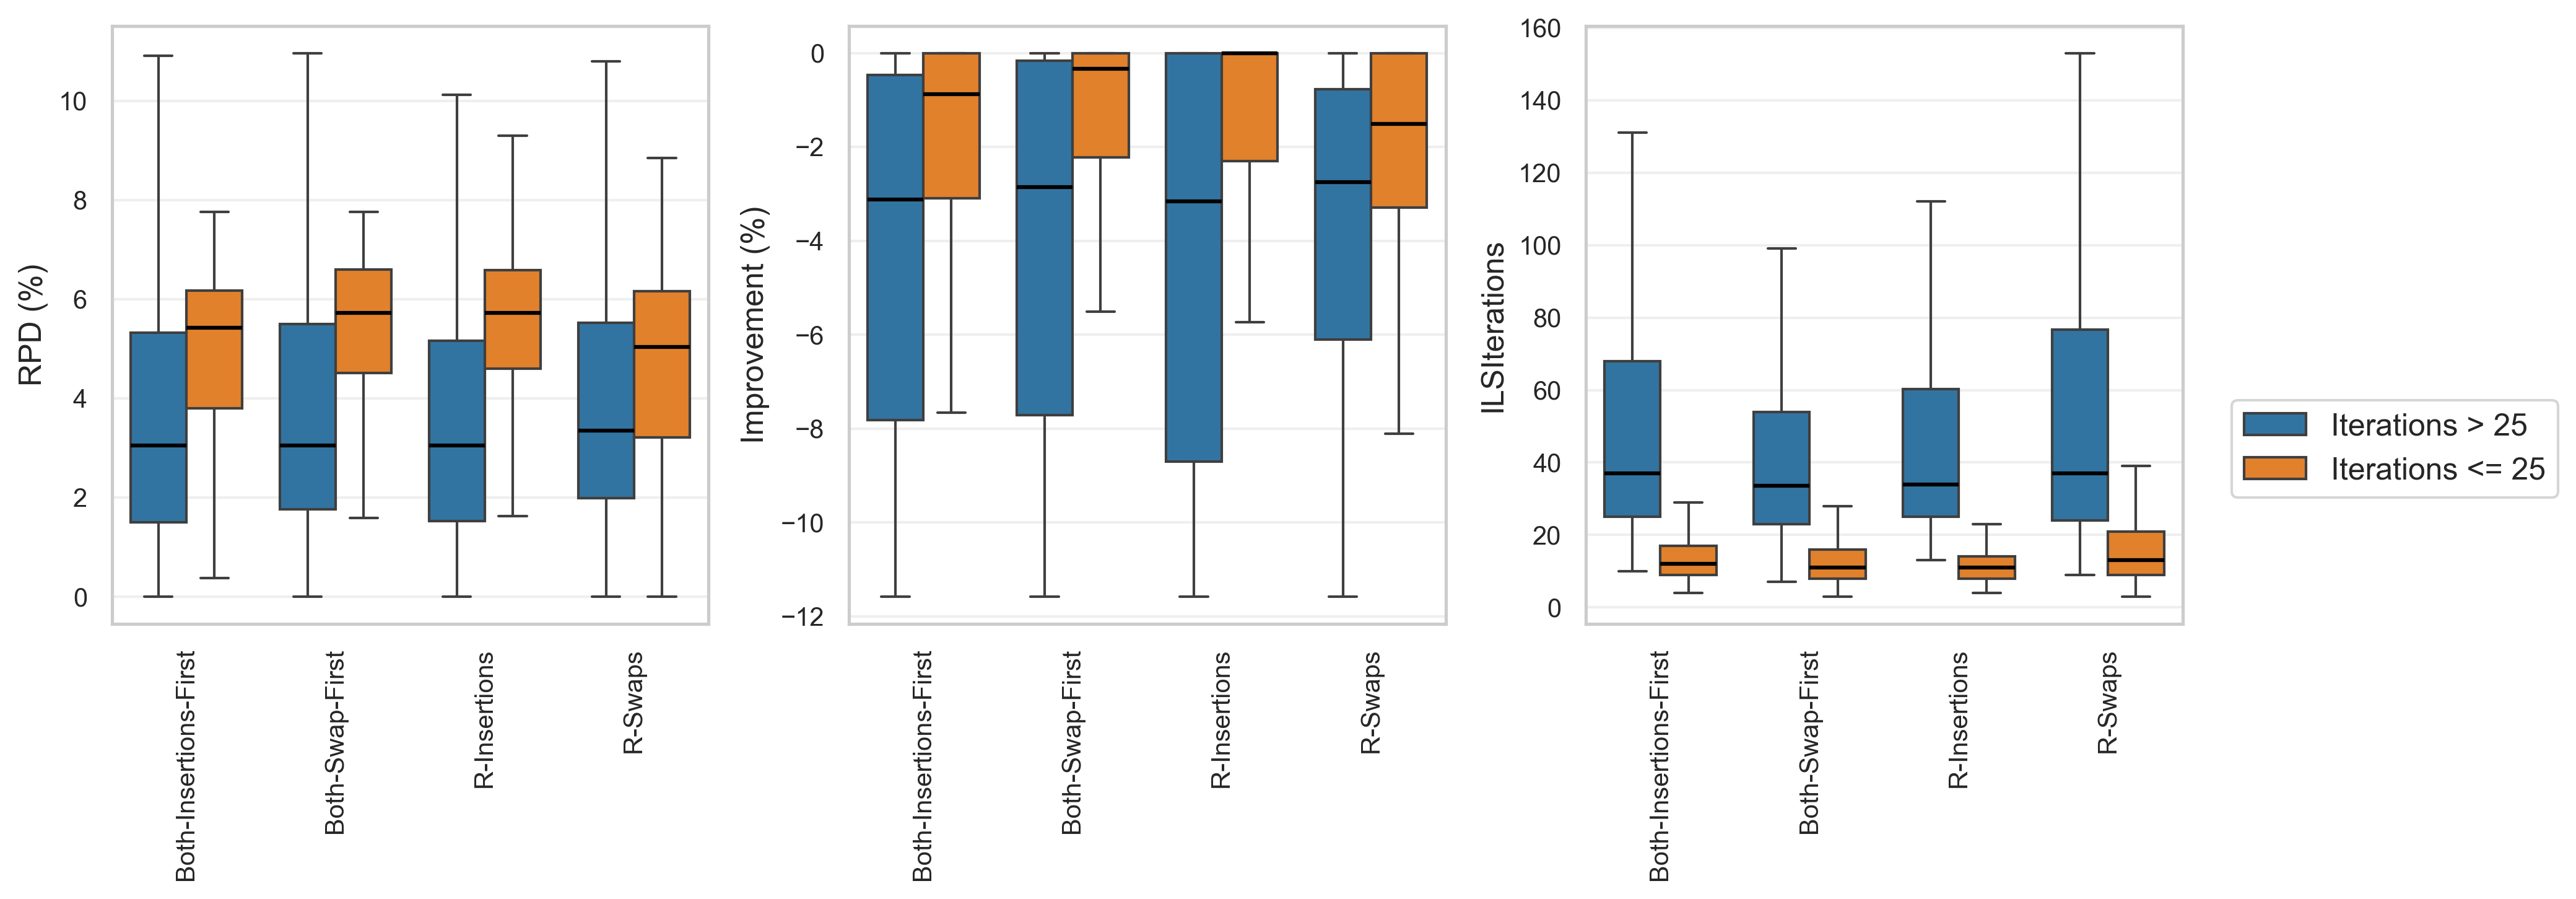 RPD (%)
10
8
6
4
2
0
Both-Insertions-First
Both-Swap-First
R-Insertions
R-Swaps
Improvement (%)
0
−2
−4
−6
−8
−10
−12
Both-Insertions-First
Both-Swap-First
R-Insertions
R-Swaps
ILSIterations
160
140
120
100
80
60
40
20
0
Both-Insertions-First
Both-Swap-First
R-Insertions
R-Swaps
Iterations > 25
Iterations <= 25